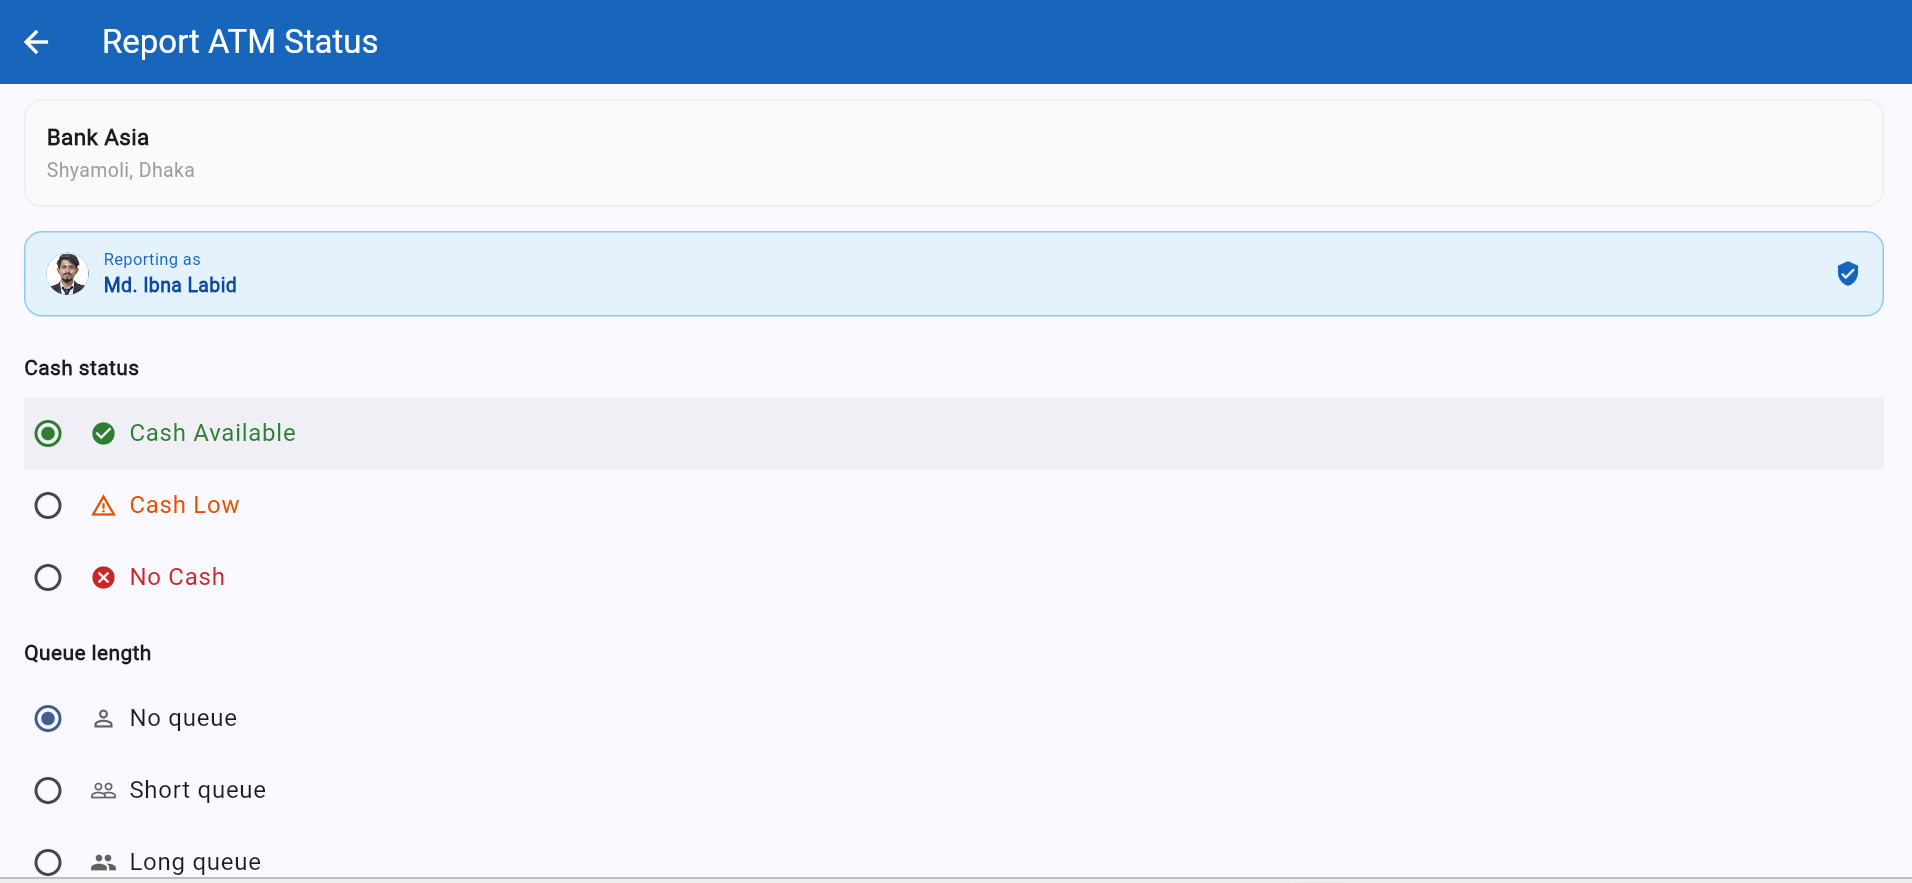 Report ATM Status
Bank Asia
Shyamoli, Dhaka
Reporting as
Md. Ibna Labid
Cash status
Cash Available
Cash Low
No Cash
Queue length
No queue
Short queue
Long queue